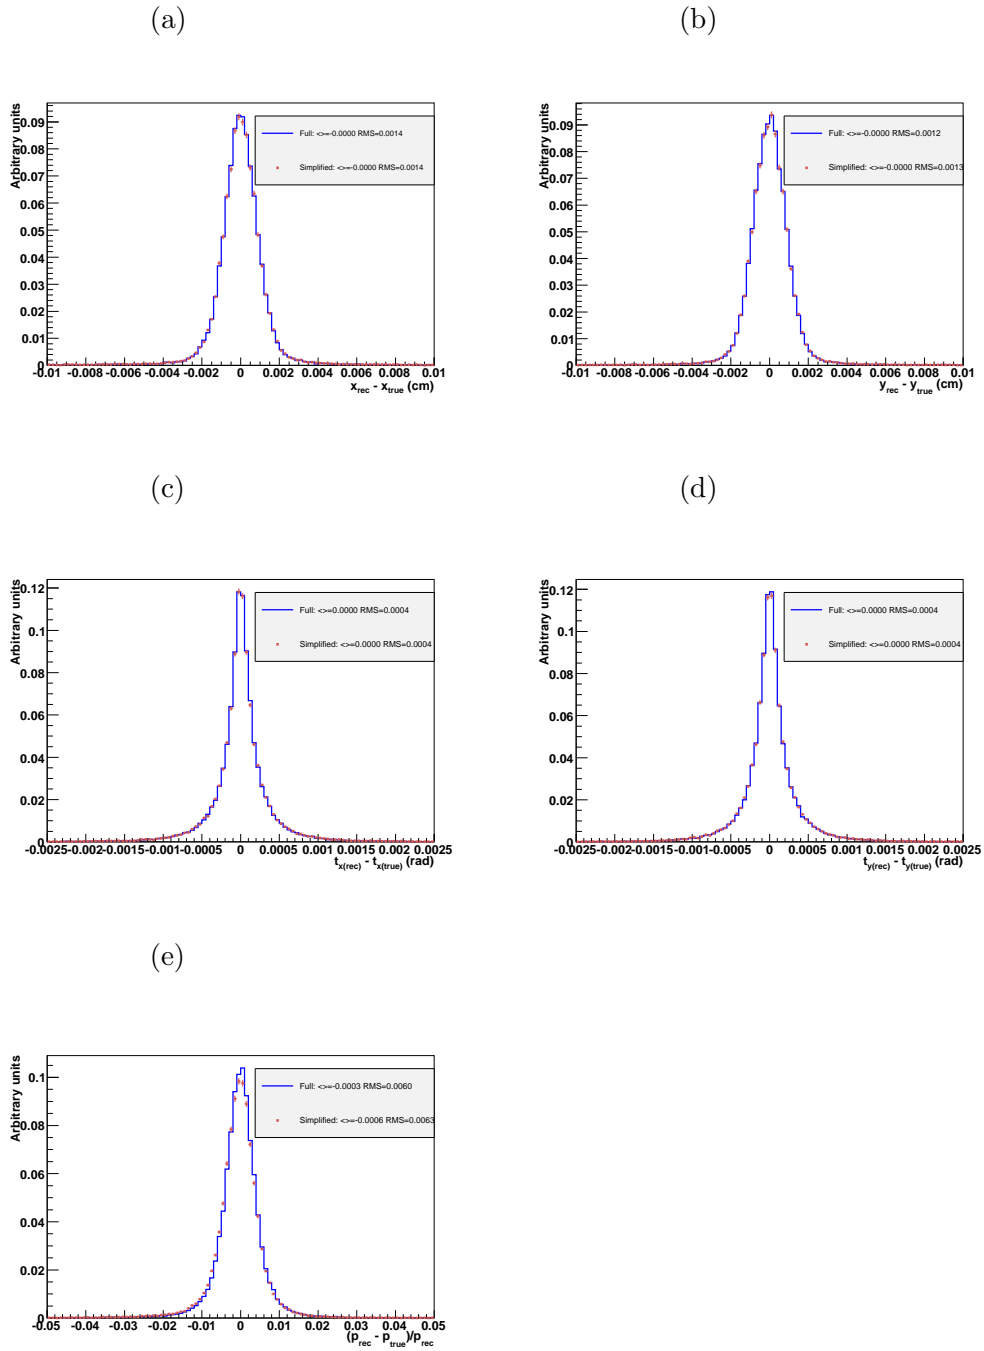 (a)
(b)
Arbitrary units
0.09
0.08
0.07
0.06
0.05
0.04
0.03
0.02
0.01
0
Full: <>=-0.0000 RMS=0.0014
Simplified: <>=-0.0000 RMS=0.0014
-0.01 -0.008 -0.006 -0.004 -0.002 0 0.002 0.004 0.006 0.008 0.01
x_rec - x_true (cm)
Arbitrary units
0.09
0.08
0.07
0.06
0.05
0.04
0.03
0.02
0.01
0
Full: <>=-0.0000 RMS=0.0012
Simplified: <>=-0.0000 RMS=0.0013
-0.01 -0.008 -0.006 -0.004 -0.002 0 0.002 0.004 0.006 0.008 0.01
y_rec - y_true (cm)
(c)
(d)
Arbitrary units
0.12
0.1
0.08
0.06
0.04
0.02
0
Full: <>=0.0000 RMS=0.0004
Simplified: <>=0.0000 RMS=0.0004
-0.0025 -0.002 -0.0015 -0.001 -0.0005 0 0.0005 0.001 0.0015 0.002 0.0025
t_x(rec) - t_x(true) (rad)
Arbitrary units
0.12
0.1
0.08
0.06
0.04
0.02
0
Full: <>=0.0000 RMS=0.0004
Simplified: <>=0.0000 RMS=0.0004
-0.0025 -0.002 -0.0015 -0.001 -0.0005 0 0.0005 0.001 0.0015 0.002 0.0025
t_y(rec) - t_y(true) (rad)
(e)
Arbitrary units
0.1
0.08
0.06
0.04
0.02
0
Full: <>=-0.0003 RMS=0.0060
Simplified: <>=-0.0006 RMS=0.0063
-0.05 -0.04 -0.03 -0.02 -0.01 0 0.01 0.02 0.03 0.04 0.05
(p_rec - p_true)/p_rec